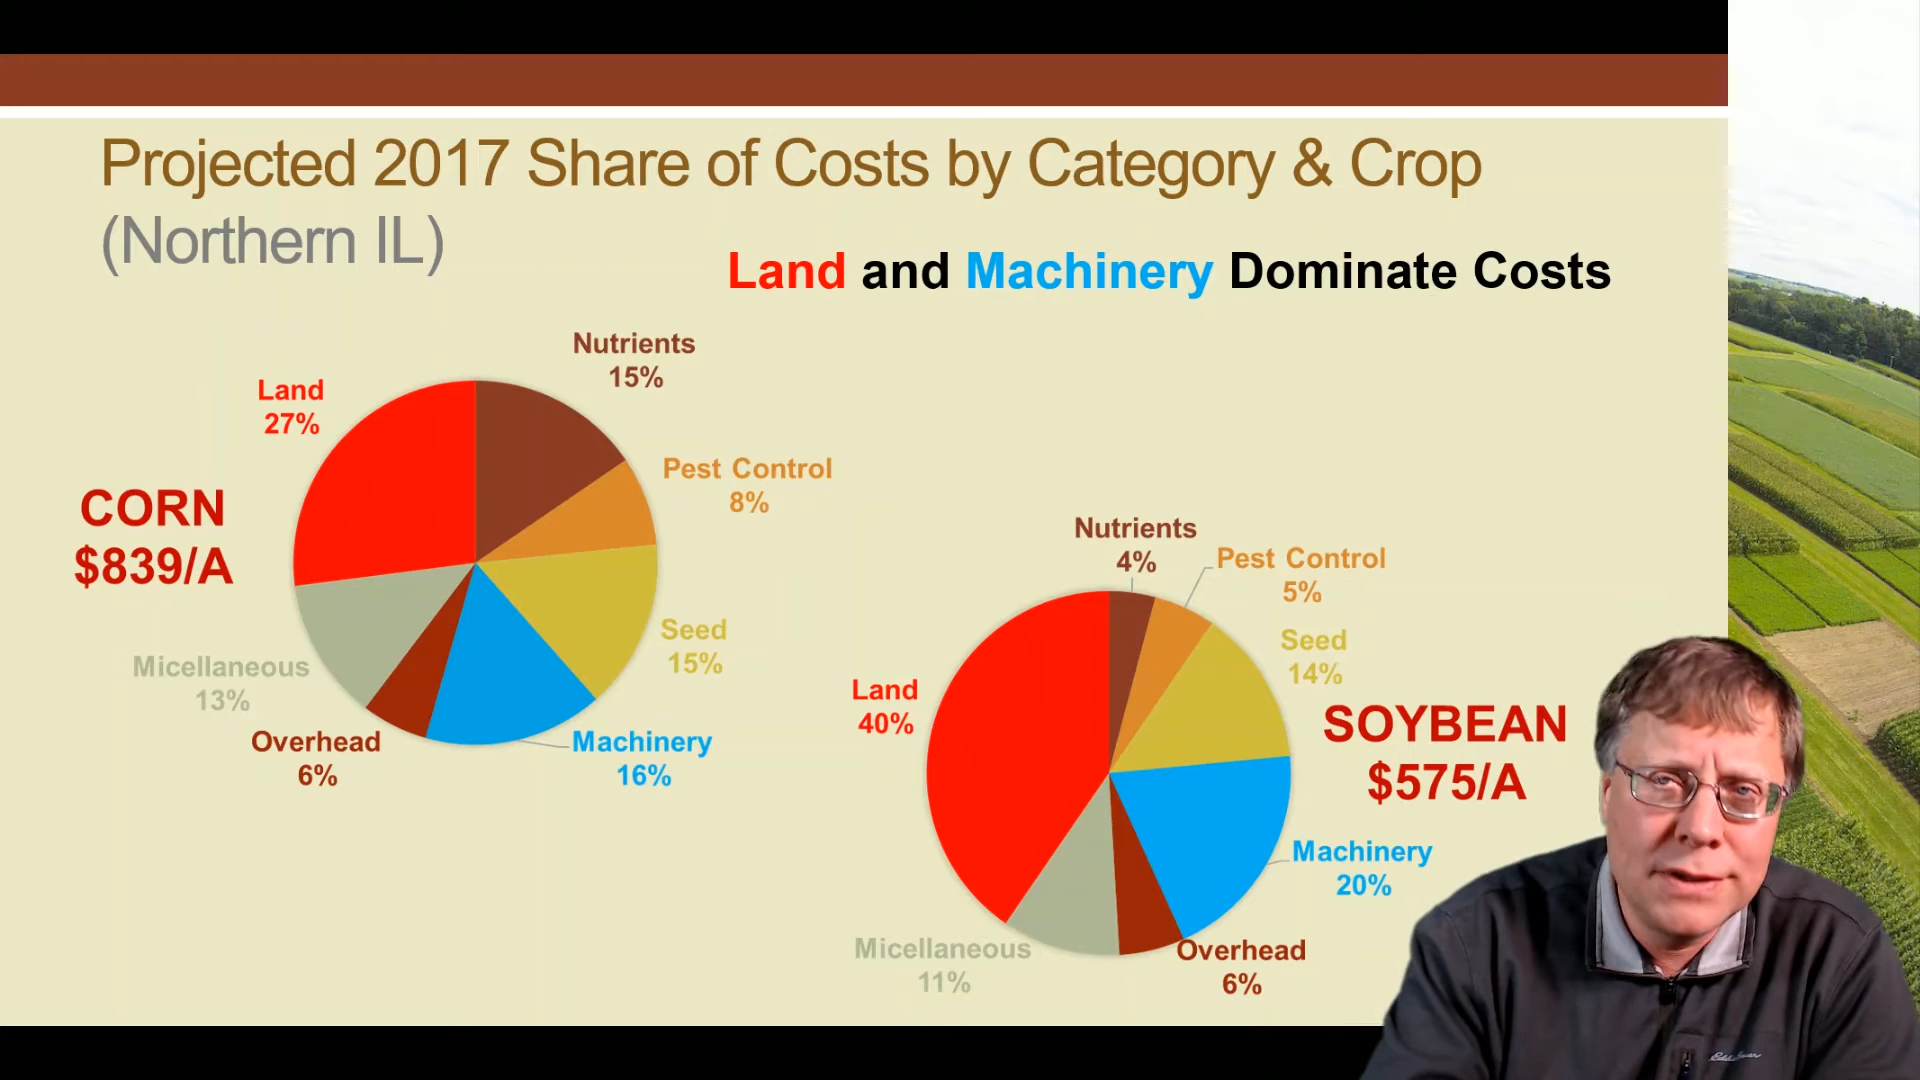 Projected 2017 Share of Costs by Category & Crop
(Northern IL)
Land and Machinery Dominate Costs
Nutrients
15%
Land
27%
Pest Control
8%
CORN
$839/A
Seed
15%
Micellaneous
13%
Overhead
6%
Machinery
16%
Nutrients
4%
Pest Control
5%
Seed
14%
Land
40%
SOYBEAN
$575/A
Machinery
20%
Micellaneous
11%
Overhead
6%
Eddie Bauer